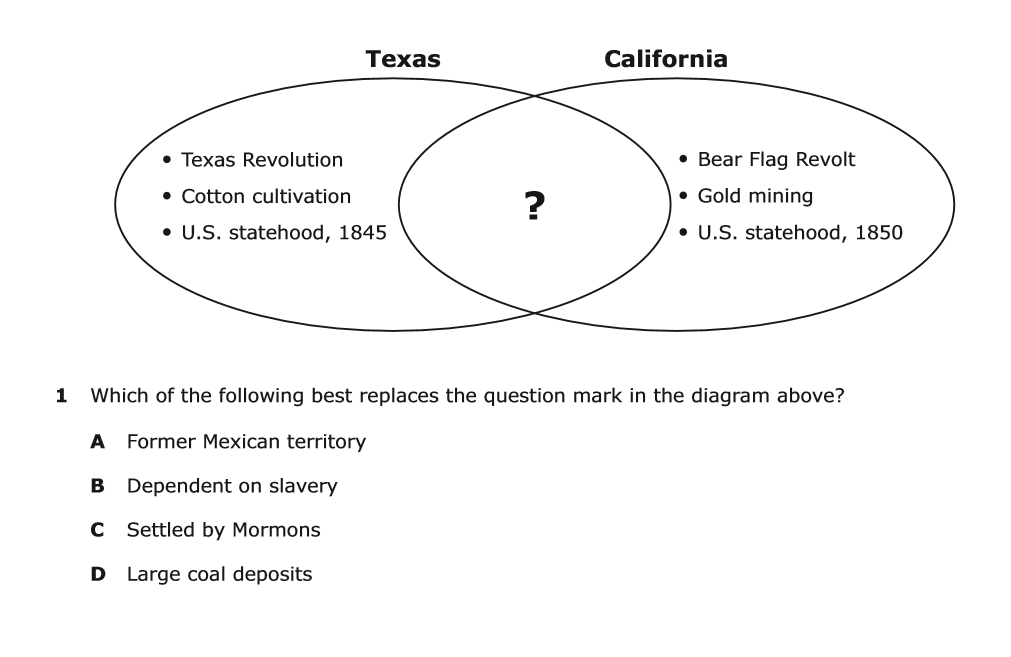 Texas
California
• Texas Revolution
• Cotton cultivation
• U.S. statehood, 1845
?
• Bear Flag Revolt
• Gold mining
• U.S. statehood, 1850
1 Which of the following best replaces the question mark in the diagram above?
A Former Mexican territory
B Dependent on slavery
C Settled by Mormons
D Large coal deposits